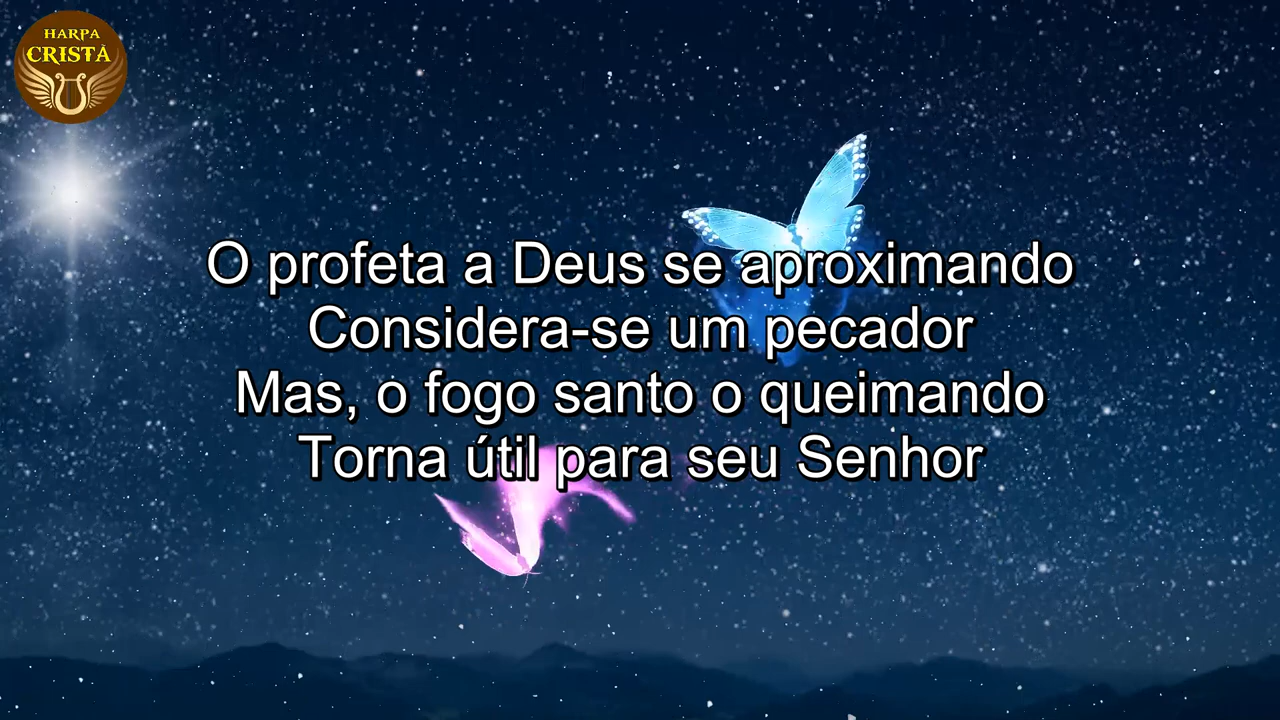 HARPA
CRISTÃ
O profeta a Deus se aproximando
Considera-se um pecador
Mas, o fogo santo o queimando
Torna útil para seu Senhor